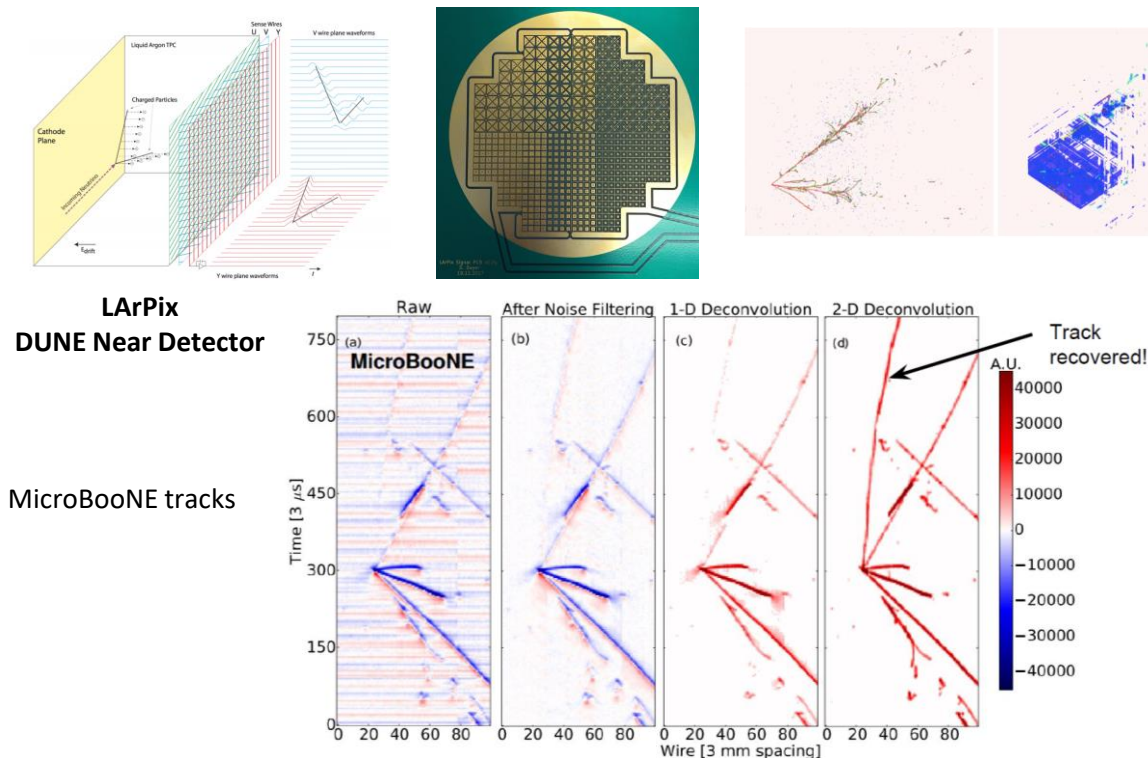 Sense Wires
U V Y
V wire plane waveforms
Liquid Argon TPC
Charged Particles
Cathode
Plane
Incoming Neutrino
Edrift
Y wire plane waveforms
t
LArPix
DUNE Near Detector
MicroBooNE tracks
Raw
After Noise Filtering
1-D Deconvolution
2-D Deconvolution
(a)
MicroBooNE
(b)
(c)
(d)
Track
recovered!
A.U.
750
600
450
300
150
0
Time [3 μs]
40000
30000
20000
10000
0
−10000
−20000
−30000
−40000
0 20 40 60 80
0 20 40 60 80
0 20 40 60 80
0 20 40 60 80
Wire [3 mm spacing]